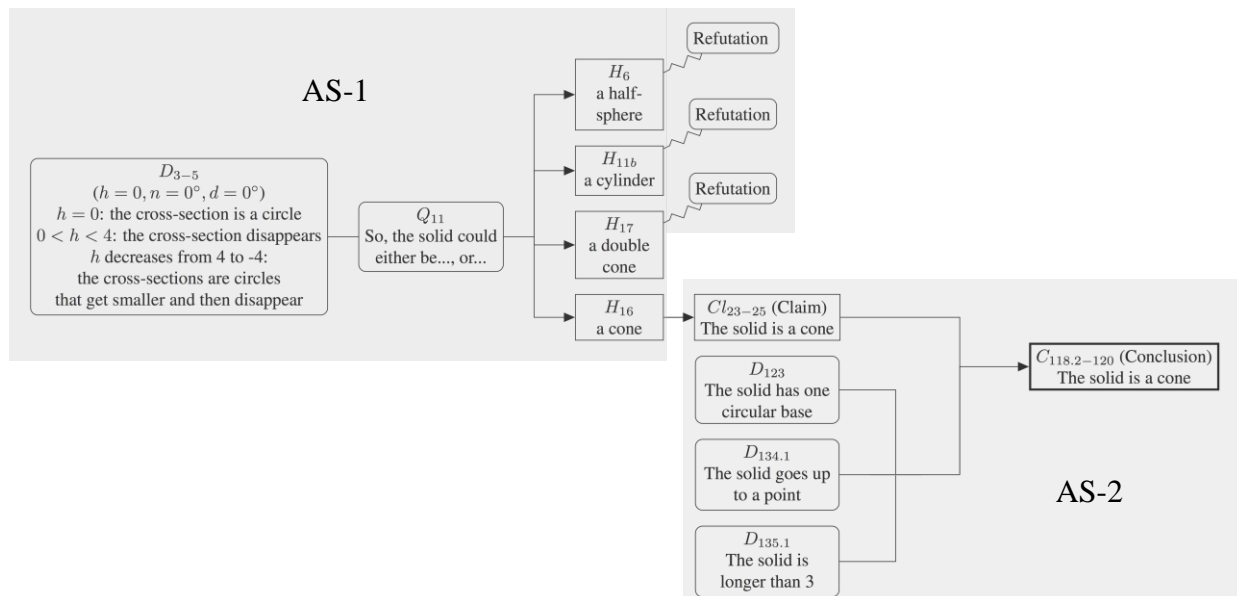 AS-1
D₃₋₅
(h = 0, n = 0°, d = 0°)
h = 0: the cross-section is a circle
0 < h < 4: the cross-section disappears
h decreases from 4 to -4:
the cross-sections are circles
that get smaller and then disappear
Q₁₁
So, the solid could
either be..., or...
H₆
a half-
sphere
Refutation
H₁₁b
a cylinder
Refutation
H₁₇
a double
cone
Refutation
H₁₆
a cone
Cl₂₃₋₂₅ (Claim)
The solid is a cone
D₁₂₃
The solid has one
circular base
D₁₃₄.₁
The solid goes up
to a point
D₁₃₅.₁
The solid is
longer than 3
C₁₁₈.₂₋₁₂₀ (Conclusion)
The solid is a cone
AS-2